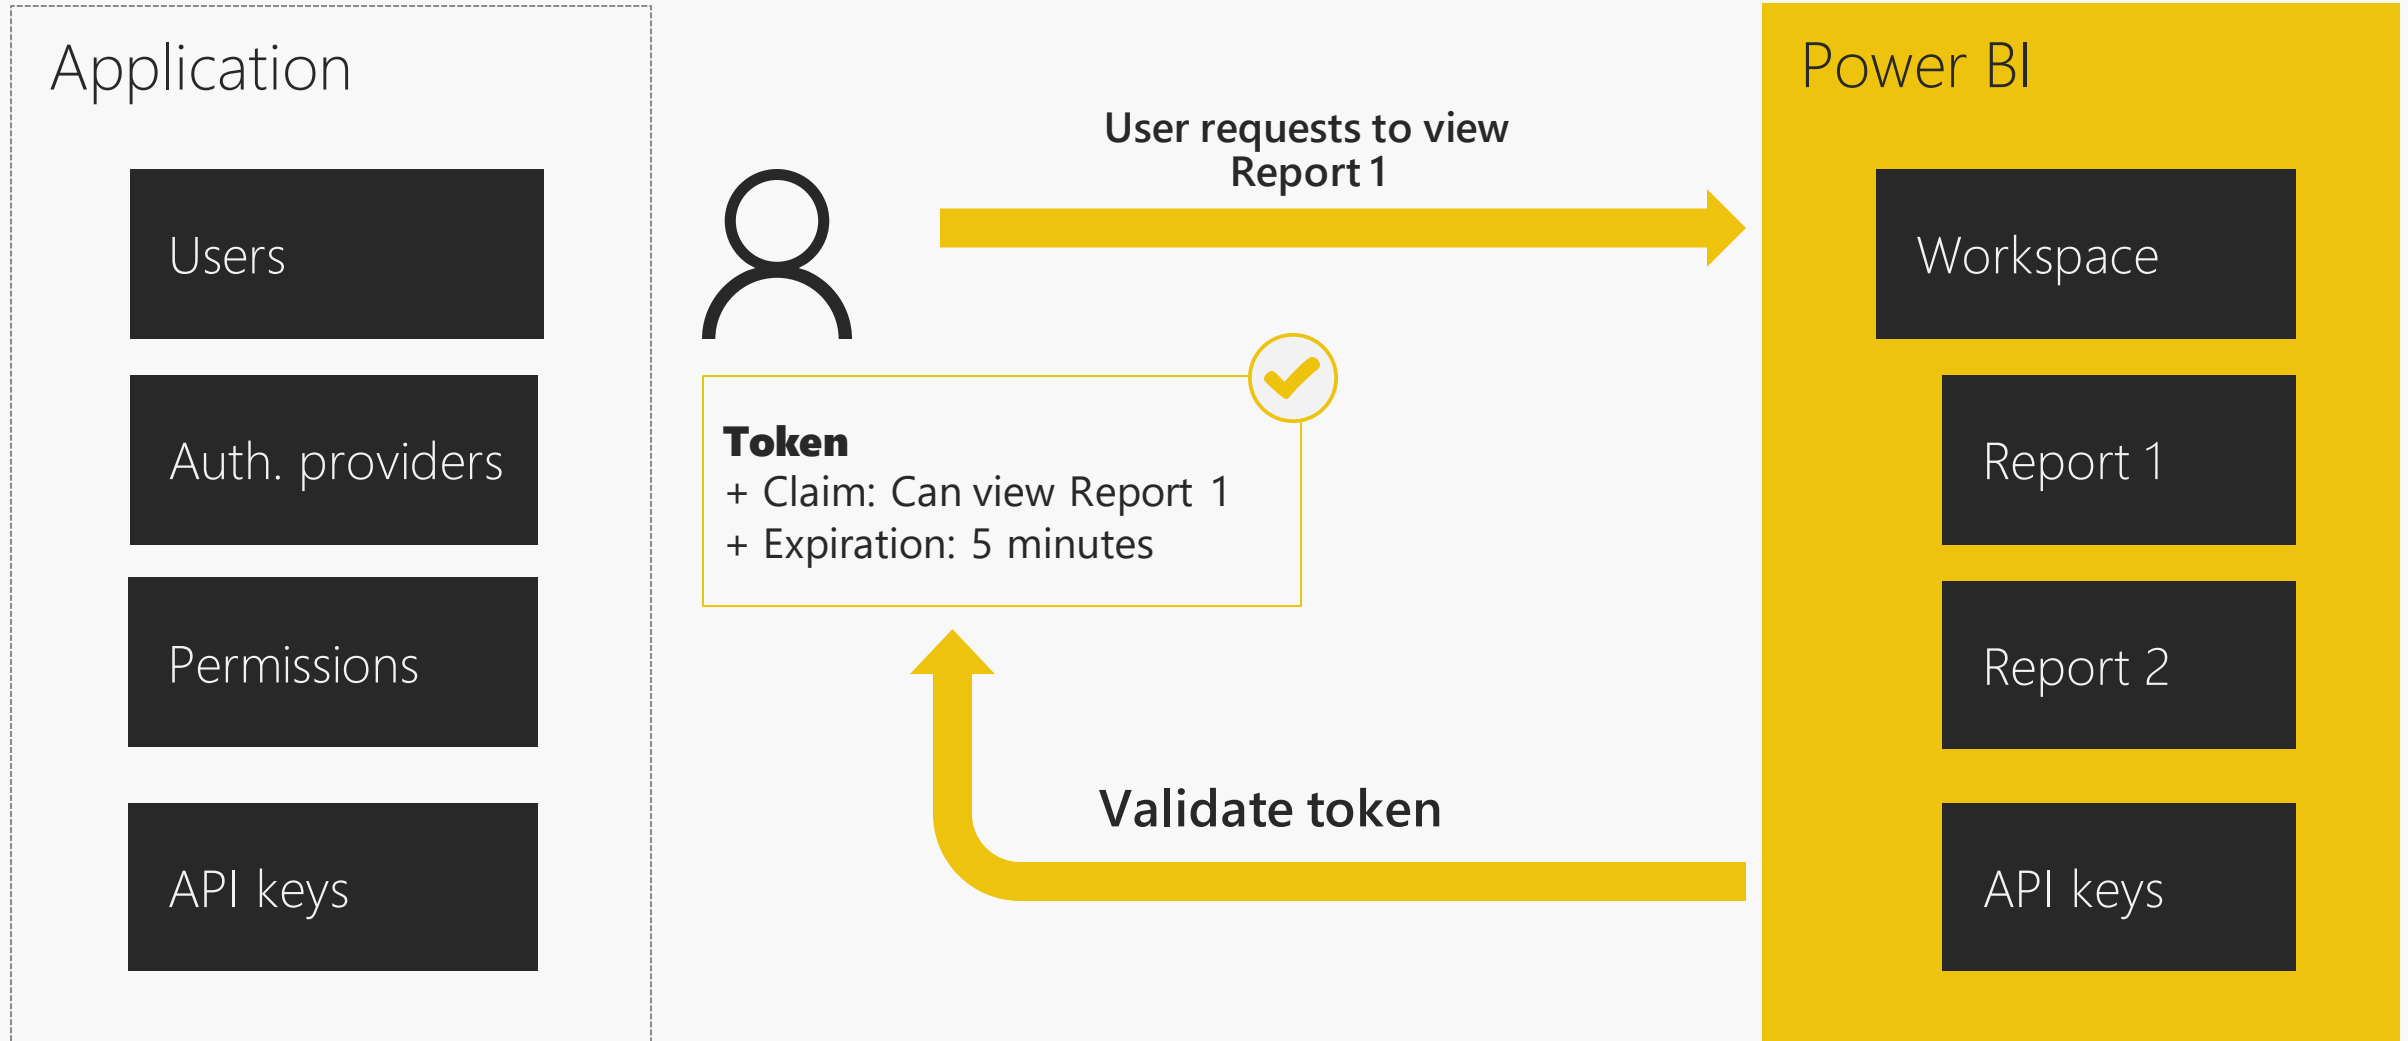 Application
Users
Auth. providers
Permissions
API keys
User requests to view
Report 1
Token
+ Claim: Can view Report 1
+ Expiration: 5 minutes
Validate token
Power BI
Workspace
Report 1
Report 2
API keys